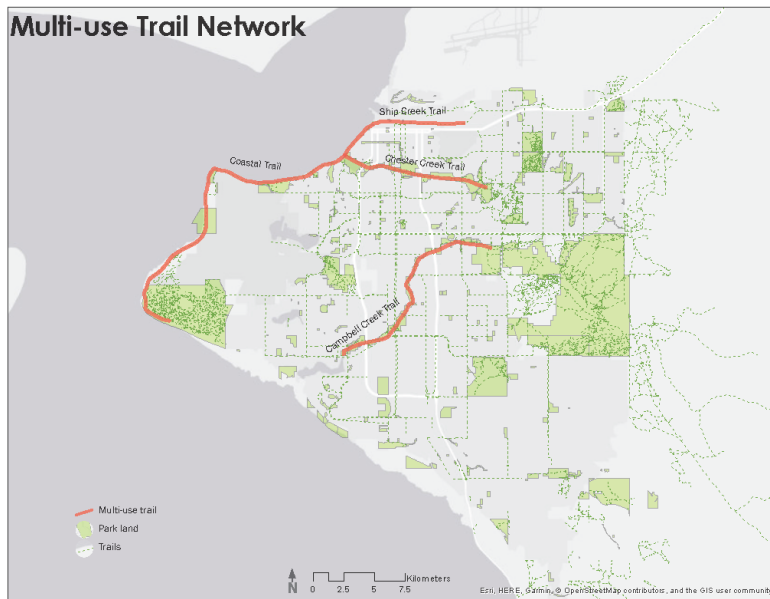 Multi-use Trail Network
Ship Creek Trail
Coastal Trail
Chester Creek Trail
Campbell Creek Trail
Multi-use trail
Park land
Trails
N
Kilometers
0 2.5 5 7.5
Esri, HERE, Garmin, © OpenStreetMap contributors, and the GIS user community